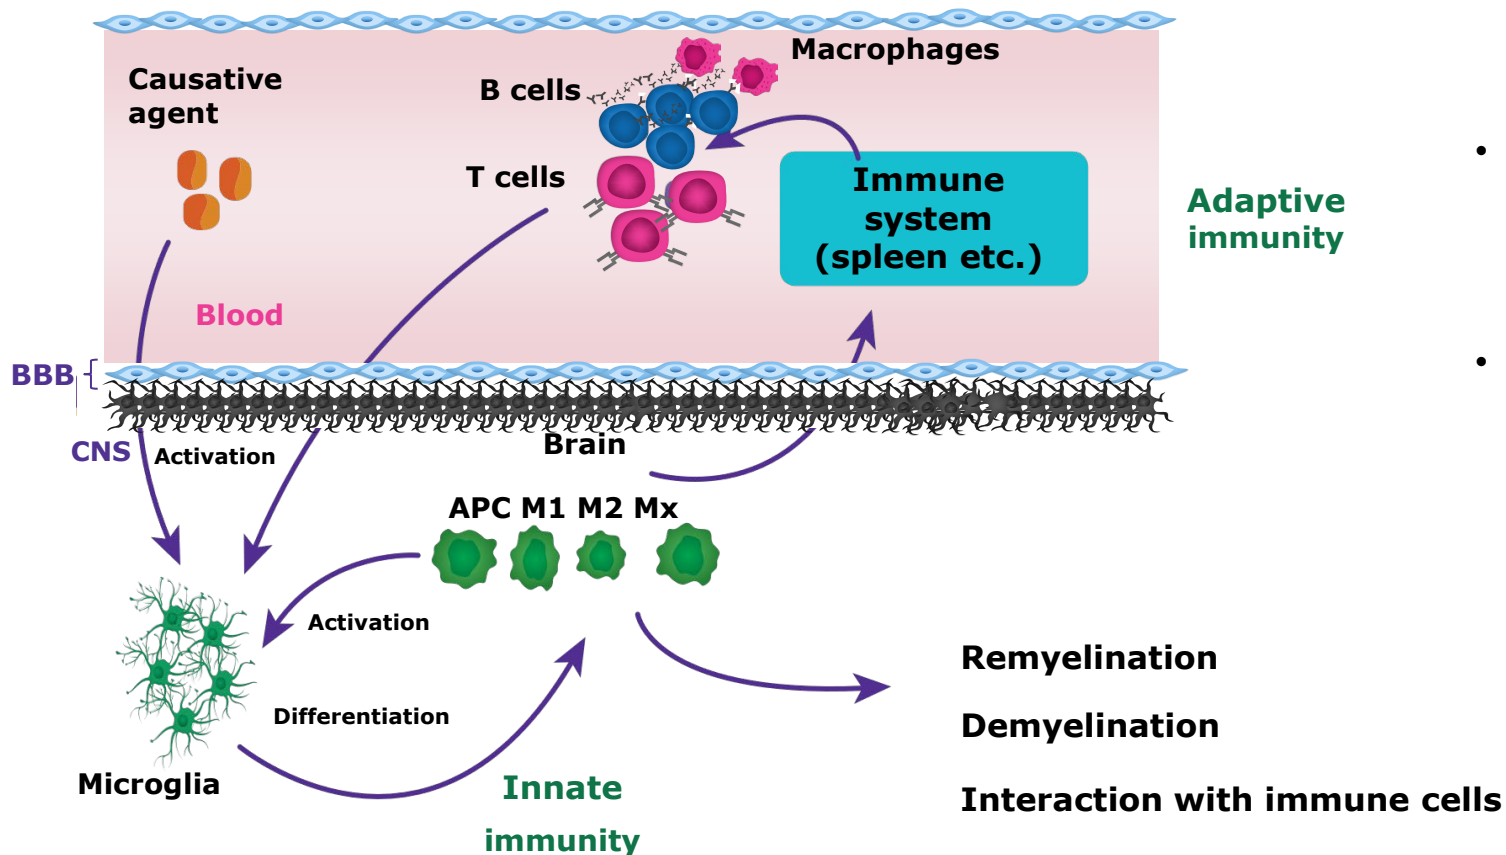 Macrophages
Causative
agent
B cells
T cells
Immune
system
(spleen etc.)
Adaptive
immunity
Blood
BBB
CNS
Activation
Brain
APC M1 M2 Mx
Activation
Differentiation
Microglia
Innate
immunity
Remyelination
Demyelination
Interaction with immune cells
•
•